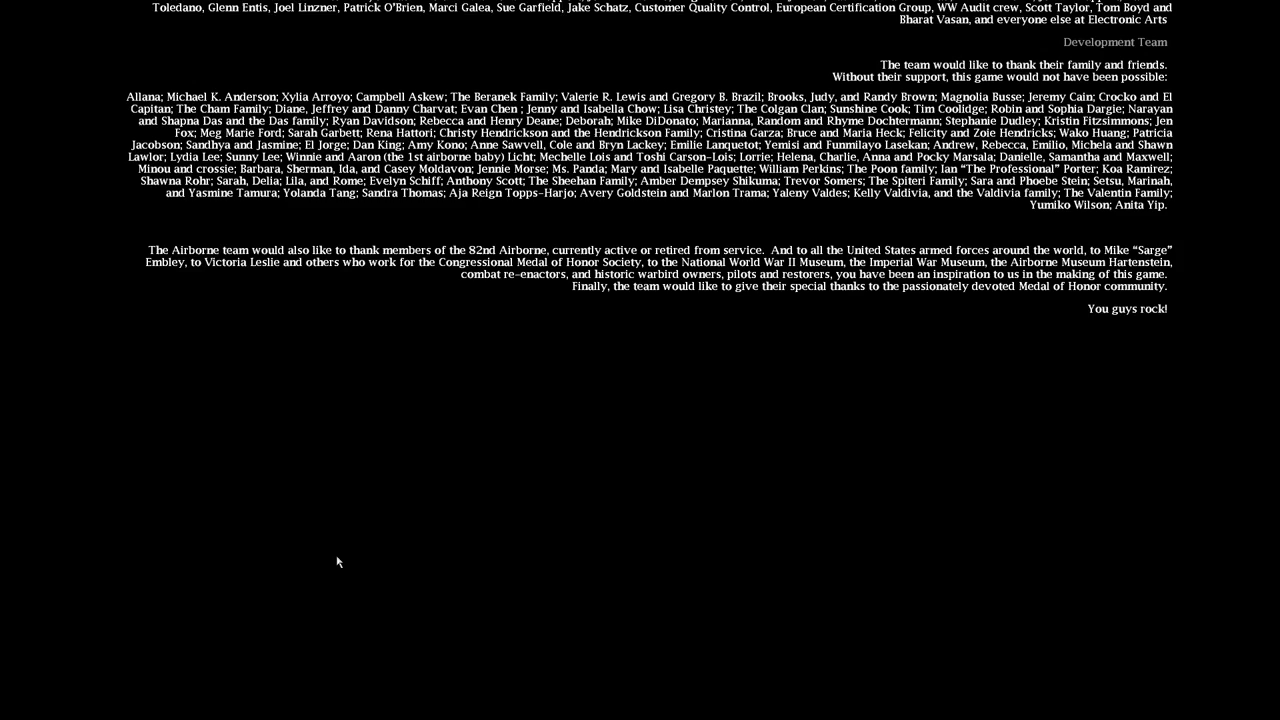 Toledano, Glenn Entis, Joel Linzner, Patrick O'Brien, Marci Galea, Sue Garfield, Jake Schatz, Customer Quality Control, European Certification Group, WW Audit crew, Scott Taylor, Tom Boyd and
Bharat Vasan, and everyone else at Electronic Arts
Development Team
The team would like to thank their family and friends.
Without their support, this game would not have been possible:
Allana; Michael K. Anderson; Xylia Arroyo; Campbell Askew; The Beranek Family; Valerie R. Lewis and Gregory B. Brazil; Brooks, Judy, and Randy Brown; Magnolia Busse; Jeremy Cain; Crocko and El
Capitan; The Cham Family; Diane, Jeffrey and Danny Charvat; Evan Chen ; Jenny and Isabella Chow; Lisa Christey; The Colgan Clan; Sunshine Cook; Tim Coolidge; Robin and Sophia Dargie; Narayan
and Shapna Das and the Das family; Ryan Davidson; Rebecca and Henry Deane; Deborah; Mike DiDonato; Marianna, Random and Rhyme Dochtermann; Stephanie Dudley; Kristin Fitzsimmons; Jen
Fox; Meg Marie Ford; Sarah Garbett; Rena Hattori; Christy Hendrickson and the Hendrickson Family; Cristina Garza; Bruce and Maria Heck; Felicity and Zoie Hendricks; Wako Huang; Patricia
Jacobson; Sandhya and Jasmine; El Jorge; Dan King; Amy Kono; Anne Sawvell, Cole and Bryn Lackey; Emilie Lanquetot; Yemisi and Funmilayo Lasekan; Andrew, Rebecca, Emilio, Michela and Shawn
Lawlor; Lydia Lee; Sunny Lee; Winnie and Aaron (the 1st airborne baby) Licht; Mechelle Lois and Toshi Carson-Lois; Lorrie; Helena, Charlie, Anna and Pocky Marsala; Danielle, Samantha and Maxwell;
Minou and crossie; Barbara, Sherman, Ida, and Casey Moldavon; Jennie Morse; Ms. Panda; Mary and Isabelle Paquette; William Perkins; The Poon family; Ian “The Professional” Porter; Koa Ramirez;
Shawna Rohr; Sarah, Delia; Lila, and Rome; Evelyn Schiff; Anthony Scott; The Sheehan Family; Amber Dempsey Shikuma; Trevor Somers; The Spiteri Family; Sara and Phoebe Stein; Setsu, Marinah,
and Yasmine Tamura; Yolanda Tang; Sandra Thomas; Aja Reign Topps-Harjo; Avery Goldstein and Marlon Trama; Yaleny Valdes; Kelly Valdivia, and the Valdivia family; The Valentin Family;
Yumiko Wilson; Anita Yip.
The Airborne team would also like to thank members of the 82nd Airborne, currently active or retired from service.  And to all the United States armed forces around the world, to Mike “Sarge”
Embley, to Victoria Leslie and others who work for the Congressional Medal of Honor Society, to the National World War II Museum, the Imperial War Museum, the Airborne Museum Hartenstein,
combat re-enactors, and historic warbird owners, pilots and restorers, you have been an inspiration to us in the making of this game.
Finally, the team would like to give their special thanks to the passionately devoted Medal of Honor community.
You guys rock!